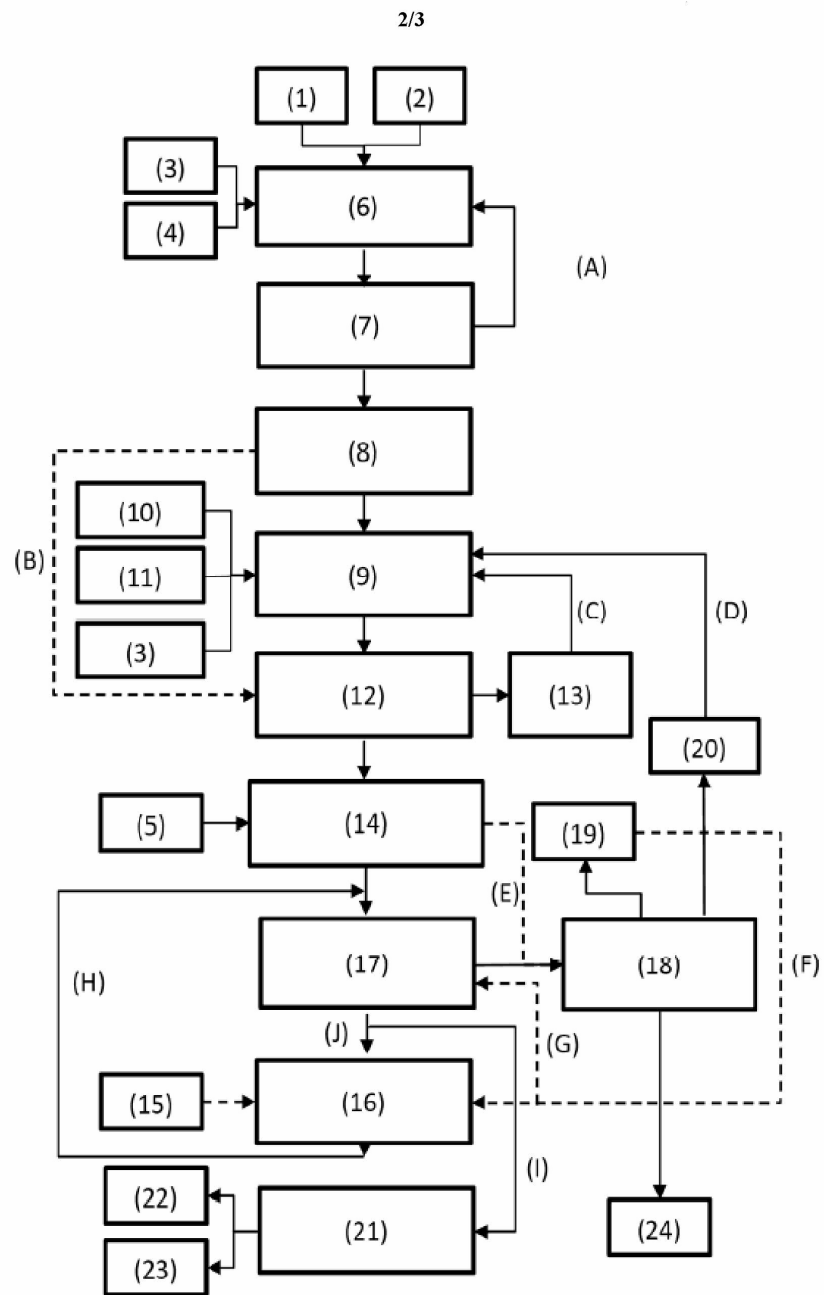 2/3
(1)
(2)
(3)
(4)
(6)
(A)
(7)
(8)
(10)
(B)
(11)
(9)
(C)
(D)
(3)
(12)
(13)
(20)
(5)
(14)
(19)
(E)
(17)
(18)
(F)
(H)
(J)
(G)
(15)
(16)
(I)
(22)
(21)
(24)
(23)